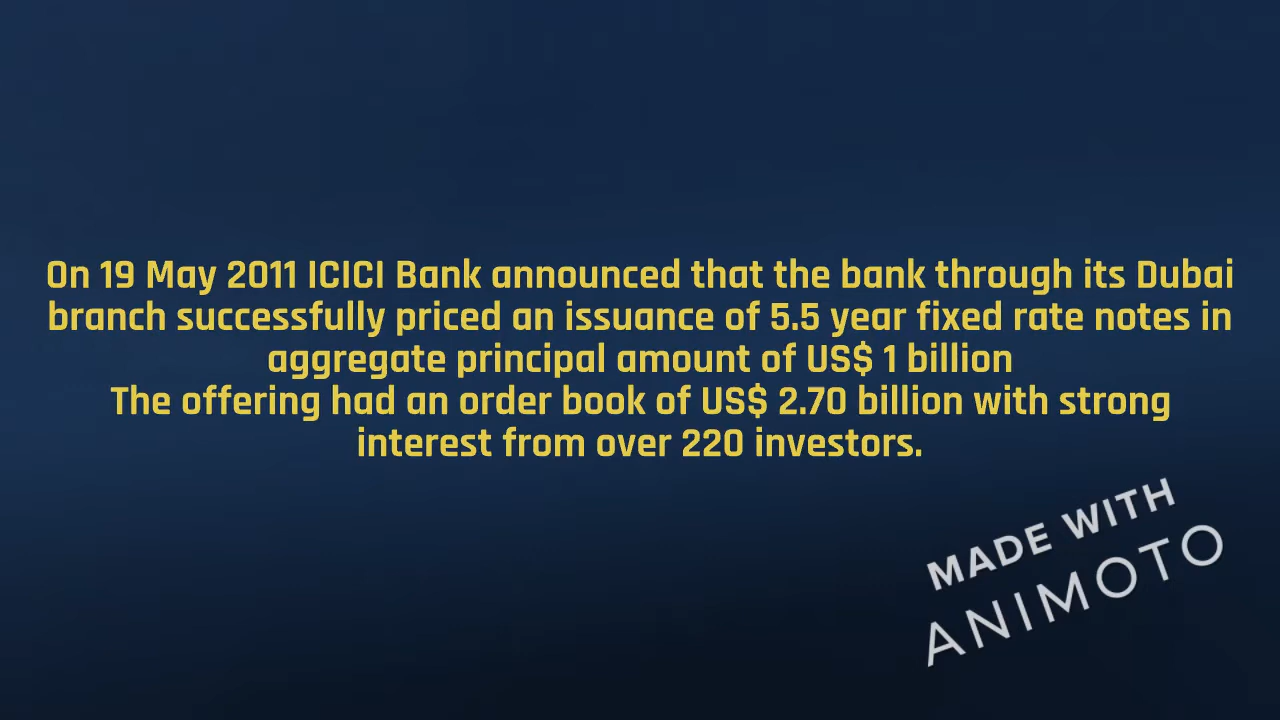 On 19 May 2011 ICICI Bank announced that the bank through its Dubai
branch successfully priced an issuance of 5.5 year fixed rate notes in
aggregate principal amount of US$ 1 billion
The offering had an order book of US$ 2.70 billion with strong
interest from over 220 investors.
MADE WITH
ANIMOTO